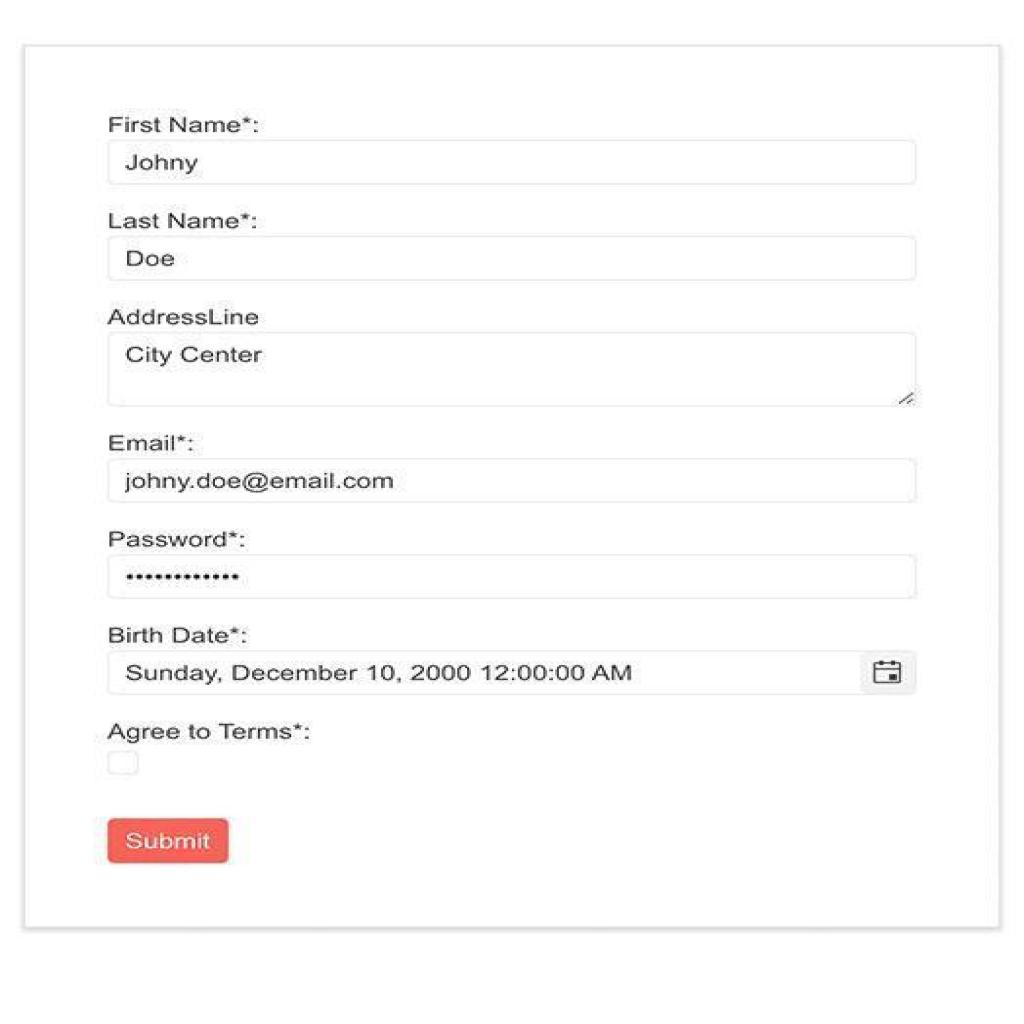 First Name*:
Johny
Last Name*:
Doe
AddressLine
City Center
Email*:
johny.doe@email.com
Password*:
•••••••••••••
Birth Date*:
Sunday, December 10, 2000 12:00:00 AM
Agree to Terms*:
Submit